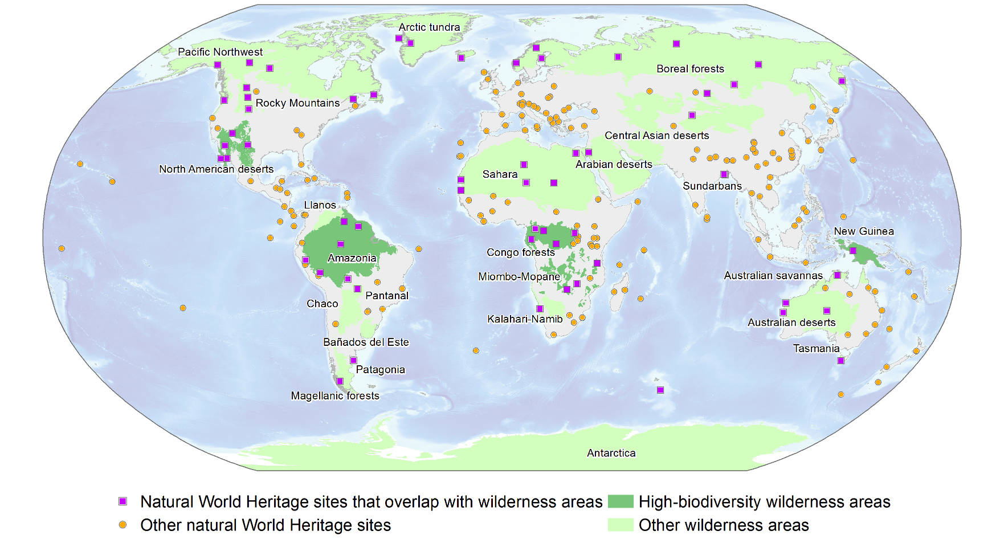 Arctic tundra
Pacific Northwest
Boreal forests
Rocky Mountains
Central Asian deserts
North American deserts
Arabian deserts
Sahara
Sundarbans
Llanos
New Guinea
Congo forests
Amazonia
Miombo-Mopane
Australian savannas
Pantanal
Chaco
Kalahari-Namib
Australian deserts
Bañados del Este
Tasmania
Patagonia
Magellanic forests
Antarctica
Natural World Heritage sites that overlap with wilderness areas
High-biodiversity wilderness areas
Other natural World Heritage sites
Other wilderness areas